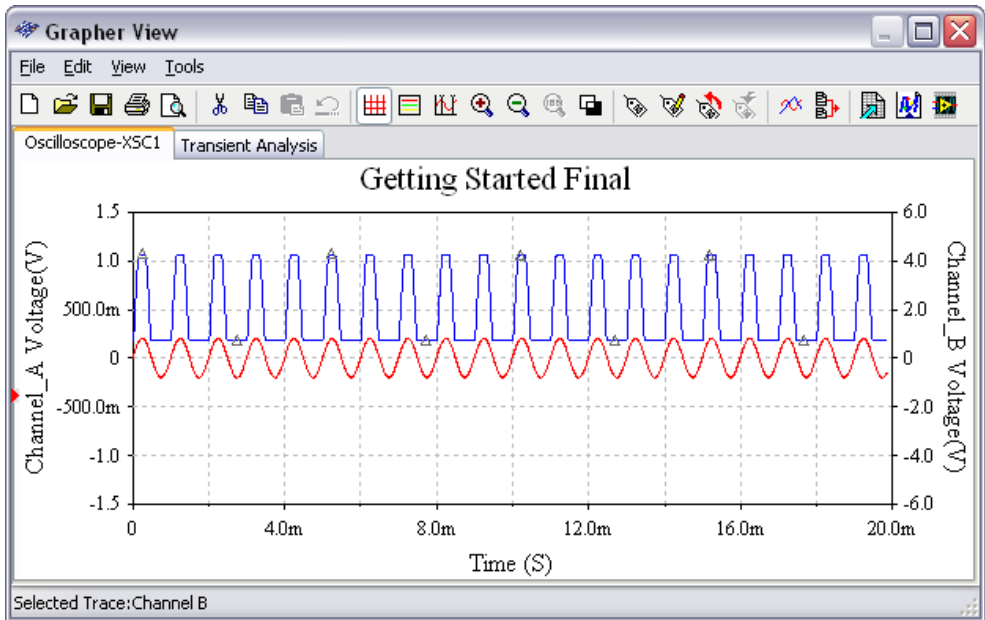 Grapher View
File Edit View Tools
Oscilloscope-XSC1 Transient Analysis
Getting Started Final
Channel_A Voltage(V)
1.5
1.0
500.0m
0
-500.0m
-1.0
-1.5
6.0
4.0
2.0
0
-2.0
-4.0
-6.0
Channel_B Voltage(V)
0 4.0m 8.0m 12.0m 16.0m 20.0m
Time (S)
Selected Trace:Channel B